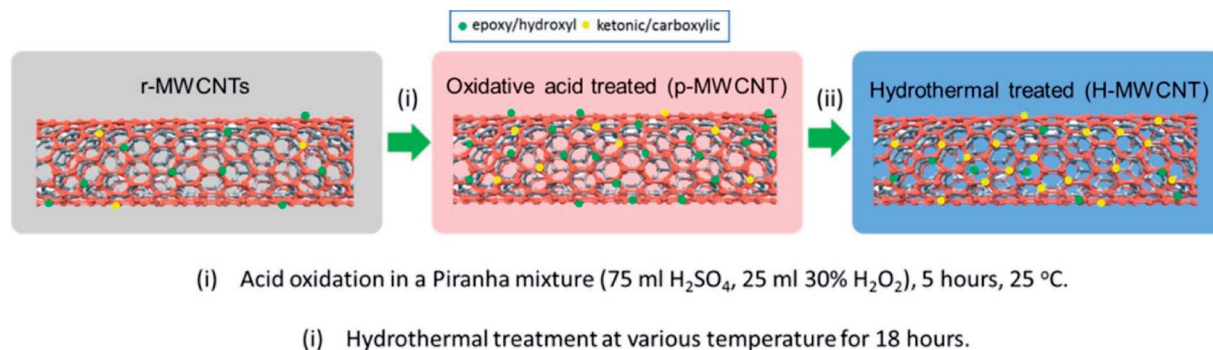 epoxy/hydroxyl ketonic/carboxylic
r-MWCNTs
(i)
Oxidative acid treated (p-MWCNT)
(ii)
Hydrothermal treated (H-MWCNT)
(i) Acid oxidation in a Piranha mixture (75 ml H₂SO₄, 25 ml 30% H₂O₂), 5 hours, 25 °C.
(i) Hydrothermal treatment at various temperature for 18 hours.